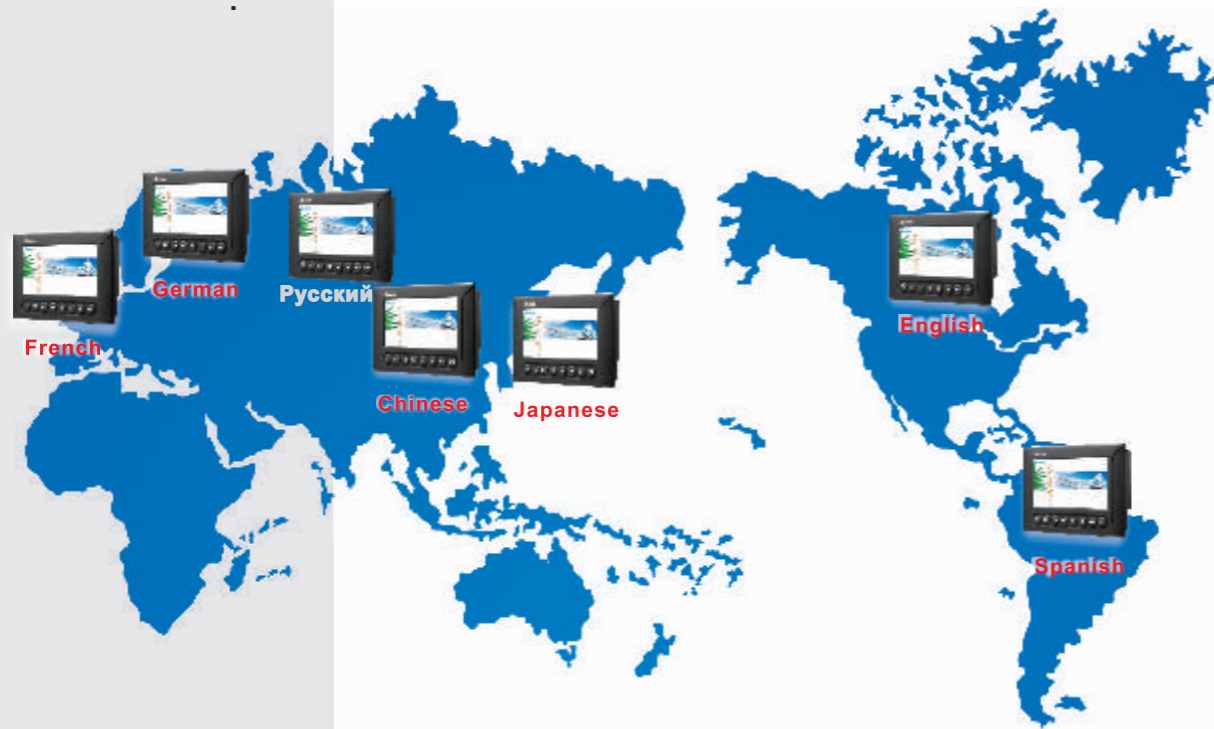 German
Русский
French
English
Chinese
Japanese
Spanish